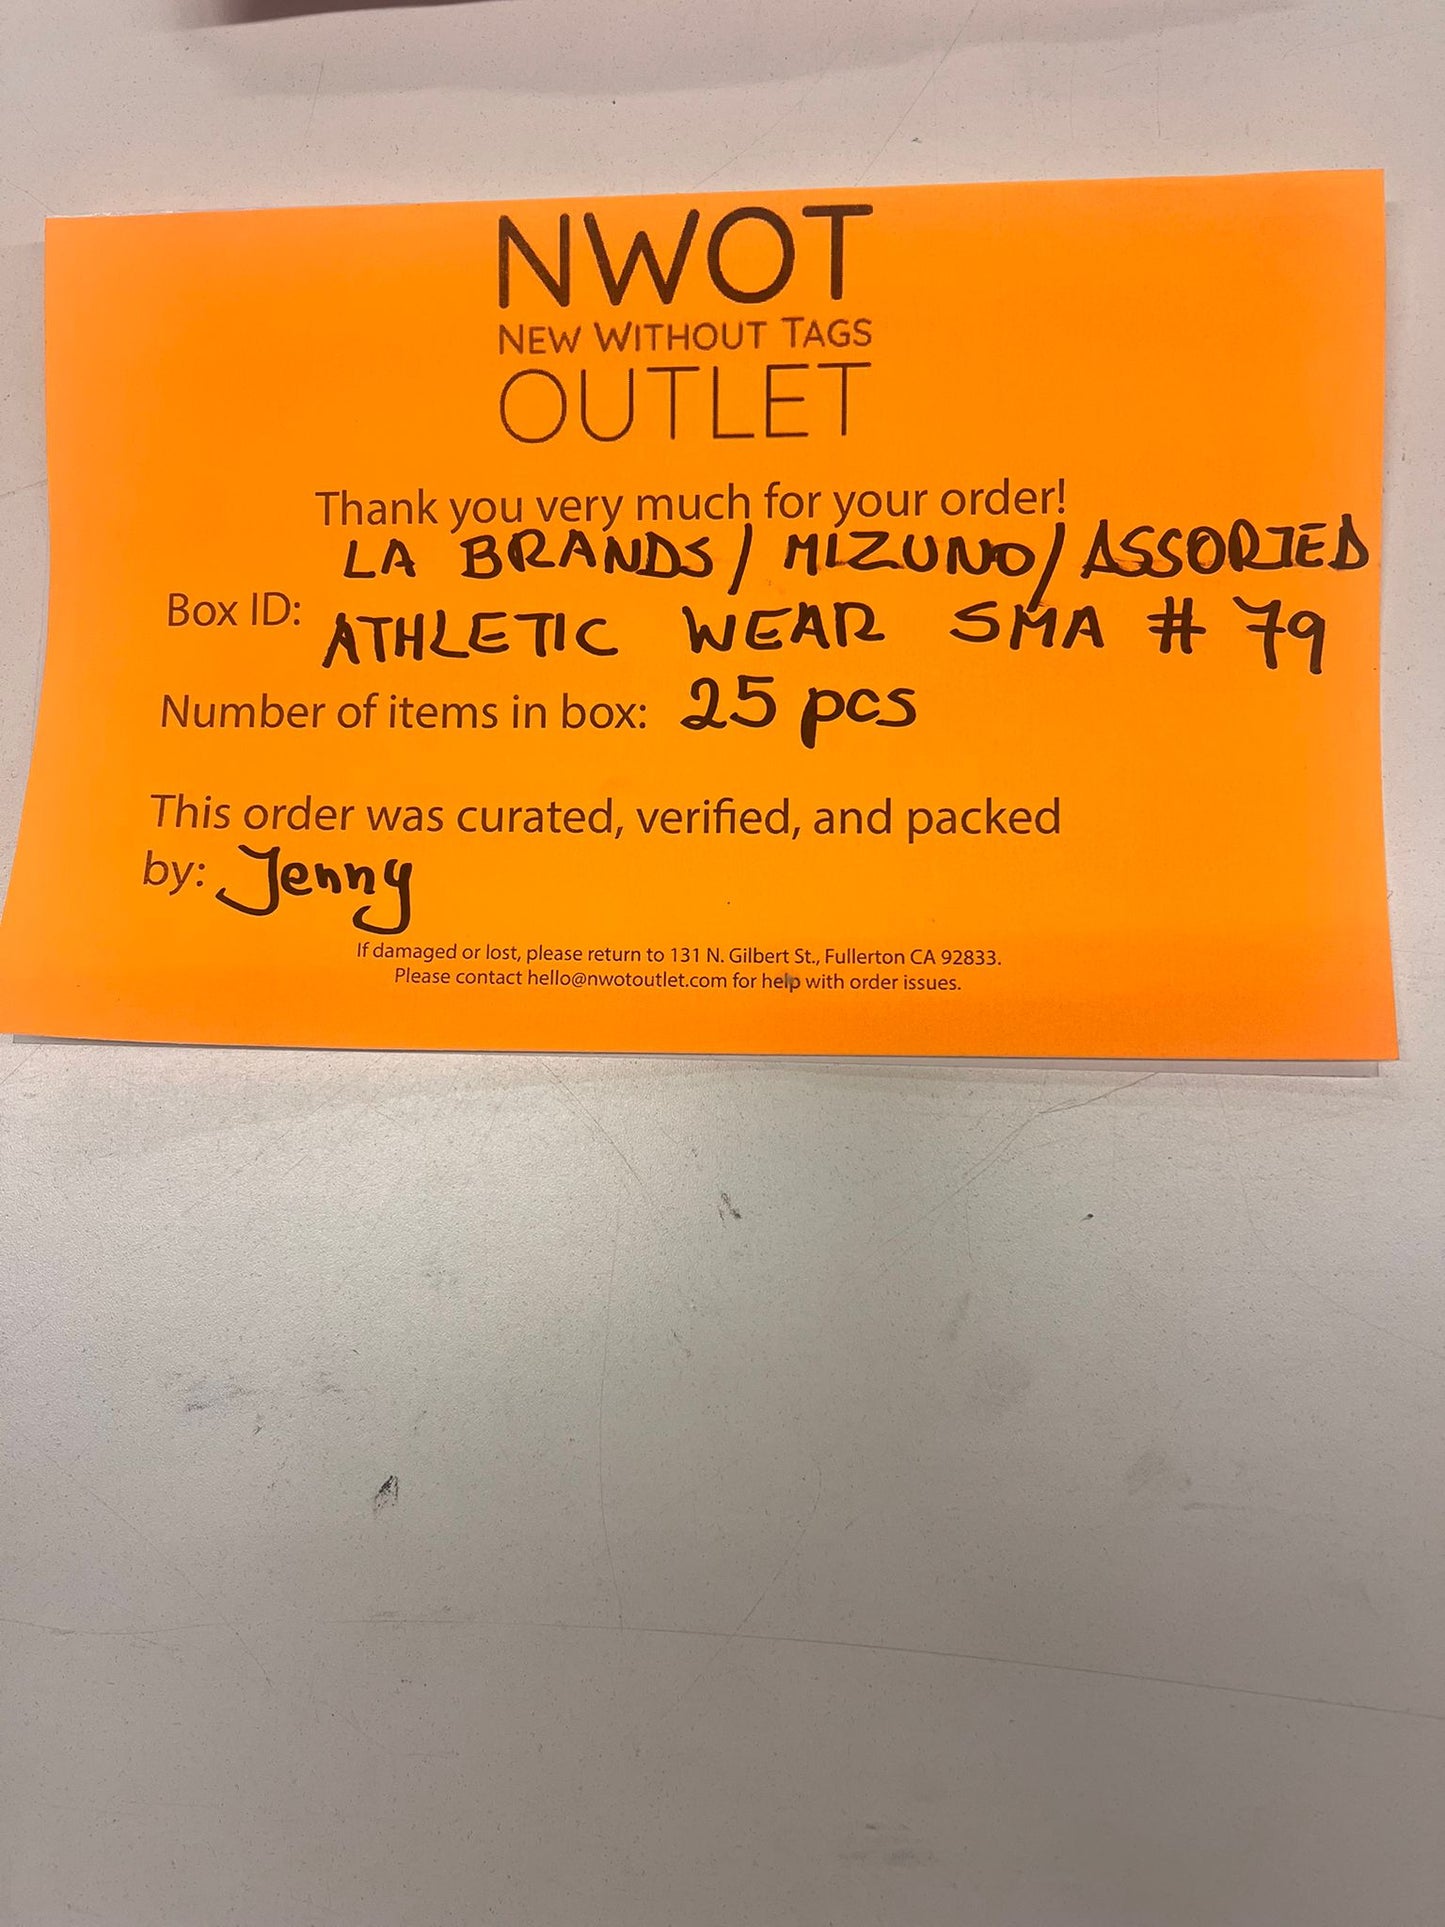 NWOT
NEW WITHOUT TAGS
OUTLET
Thank you very much for your order!
LA BRANDS/ MIZUNO/ ASSORTED
Box ID: ATHLETIC WEAR SMA # 79
Number of items in box: 25 pcs
This order was curated, verified, and packed
by: Jenny
If damaged or lost, please return to 131 N. Gilbert St., Fullerton CA 92833.
Please contact hello@nwotoutlet.com for help with order issues.